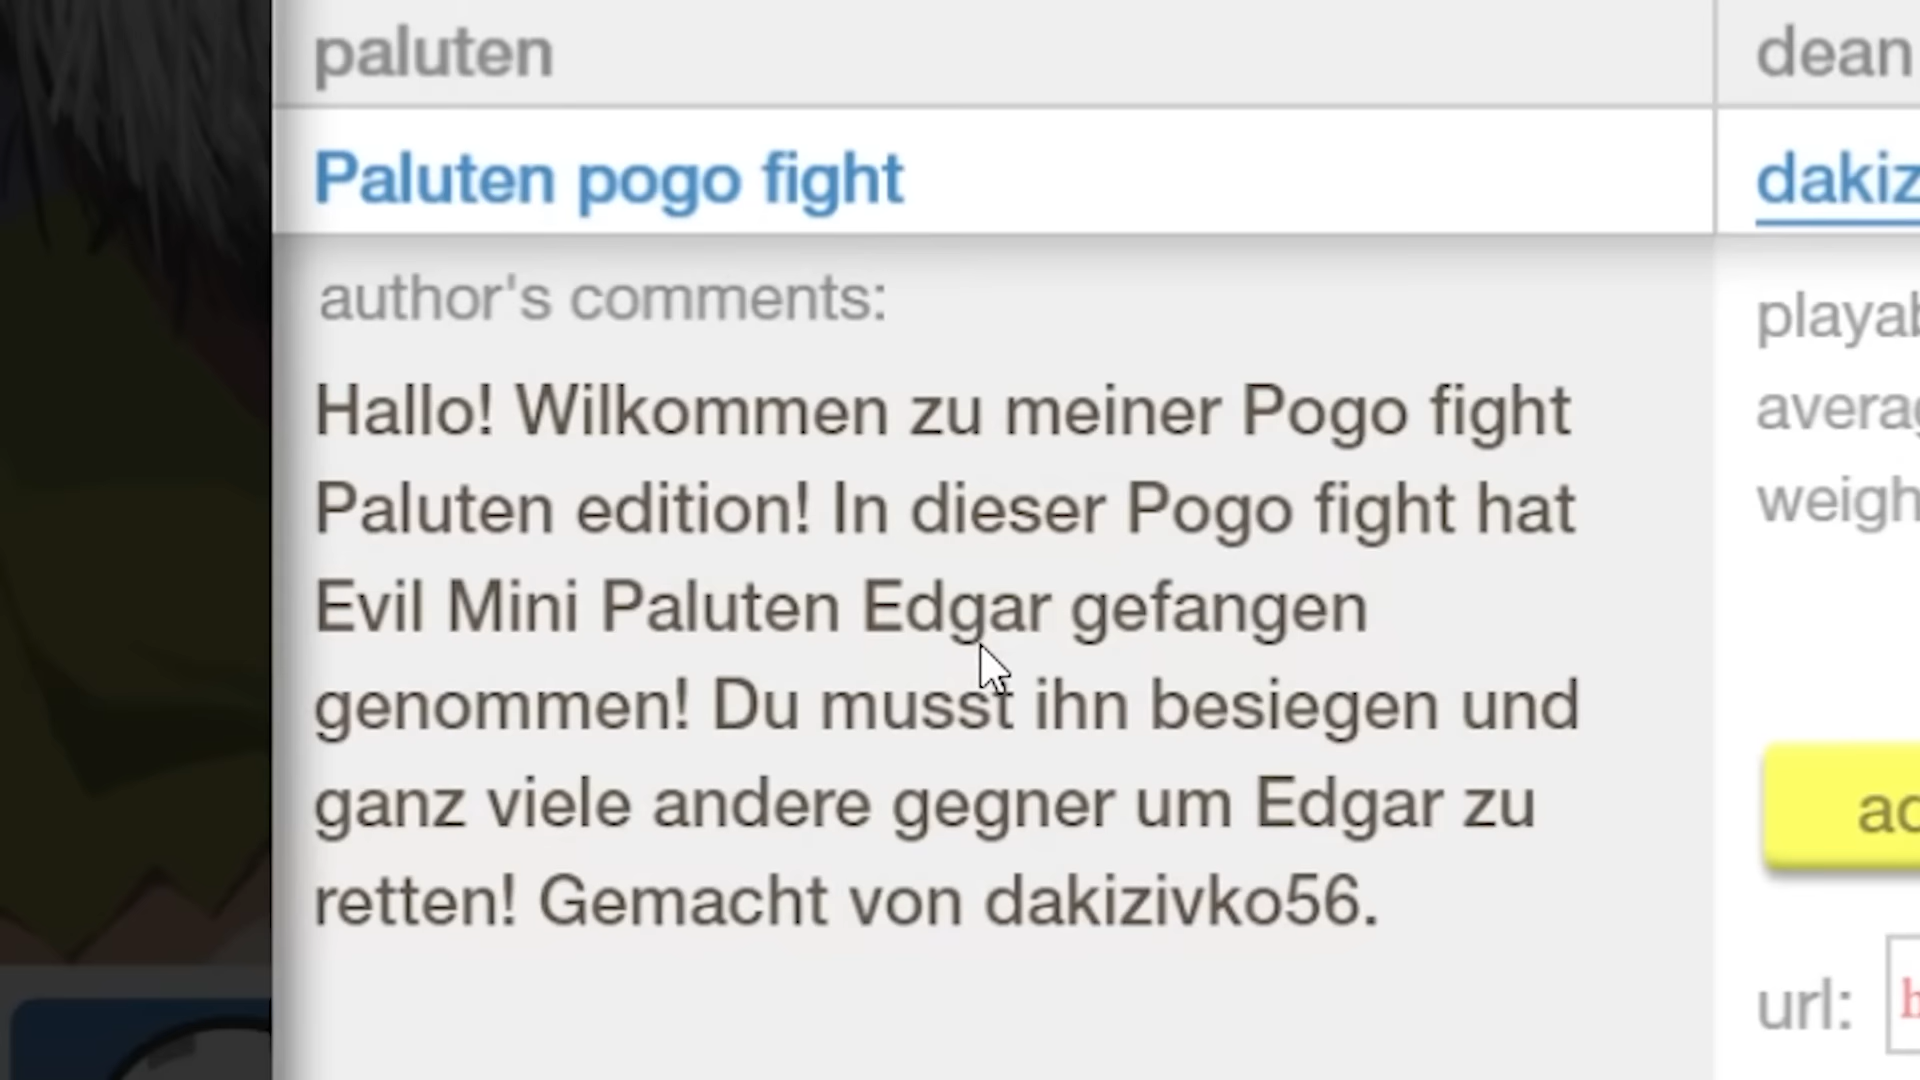 paluten
dean
Paluten pogo fight
author's comments:
Hallo! Wilkommen zu meiner Pogo fight
Paluten edition! In dieser Pogo fight hat
Evil Mini Paluten Edgar gefangen
genommen! Du musst ihn besiegen und
ganz viele andere gegner um Edgar zu
retten! Gemacht von dakizivko56.
url: